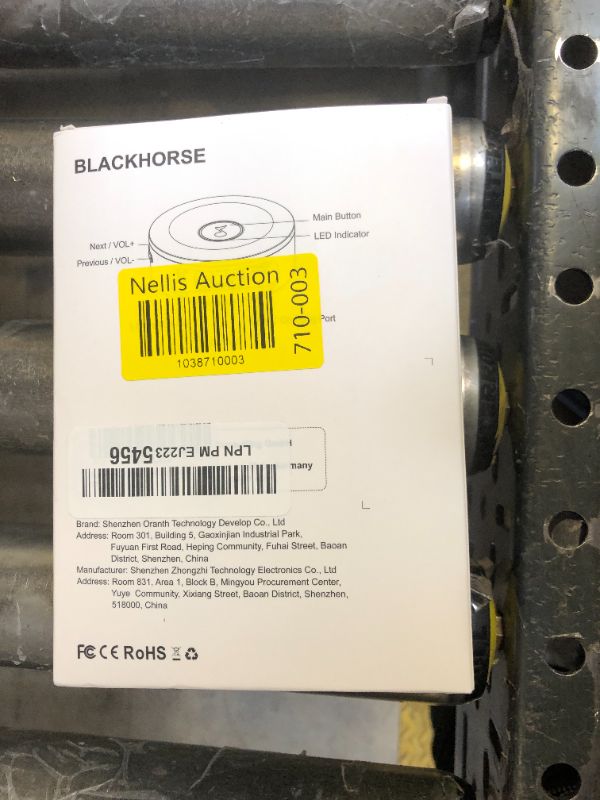 BLACKHORSE
Main Button
LED Indicator
Next / VOL+
Previous / VOL-
Nellis Auction
710-003
1038710003
Port
LPN PM EJ2235456
many
Brand: Shenzhen Oranth Technology Develop Co., Ltd
Address: Room 301, Building 5, Gaoxinjian Industrial Park,
Fuyuan First Road, Heping Community, Fuhai Street, Baoan
District, Shenzhen, China
Manufacturer: Shenzhen Zhongzhi Technology Electronics Co., Ltd
Address: Room 831, Area 1, Block B, Mingyou Procurement Center,
Yuye Community, Xixiang Street, Baoan District, Shenzhen,
518000, China
FC CE RoHS